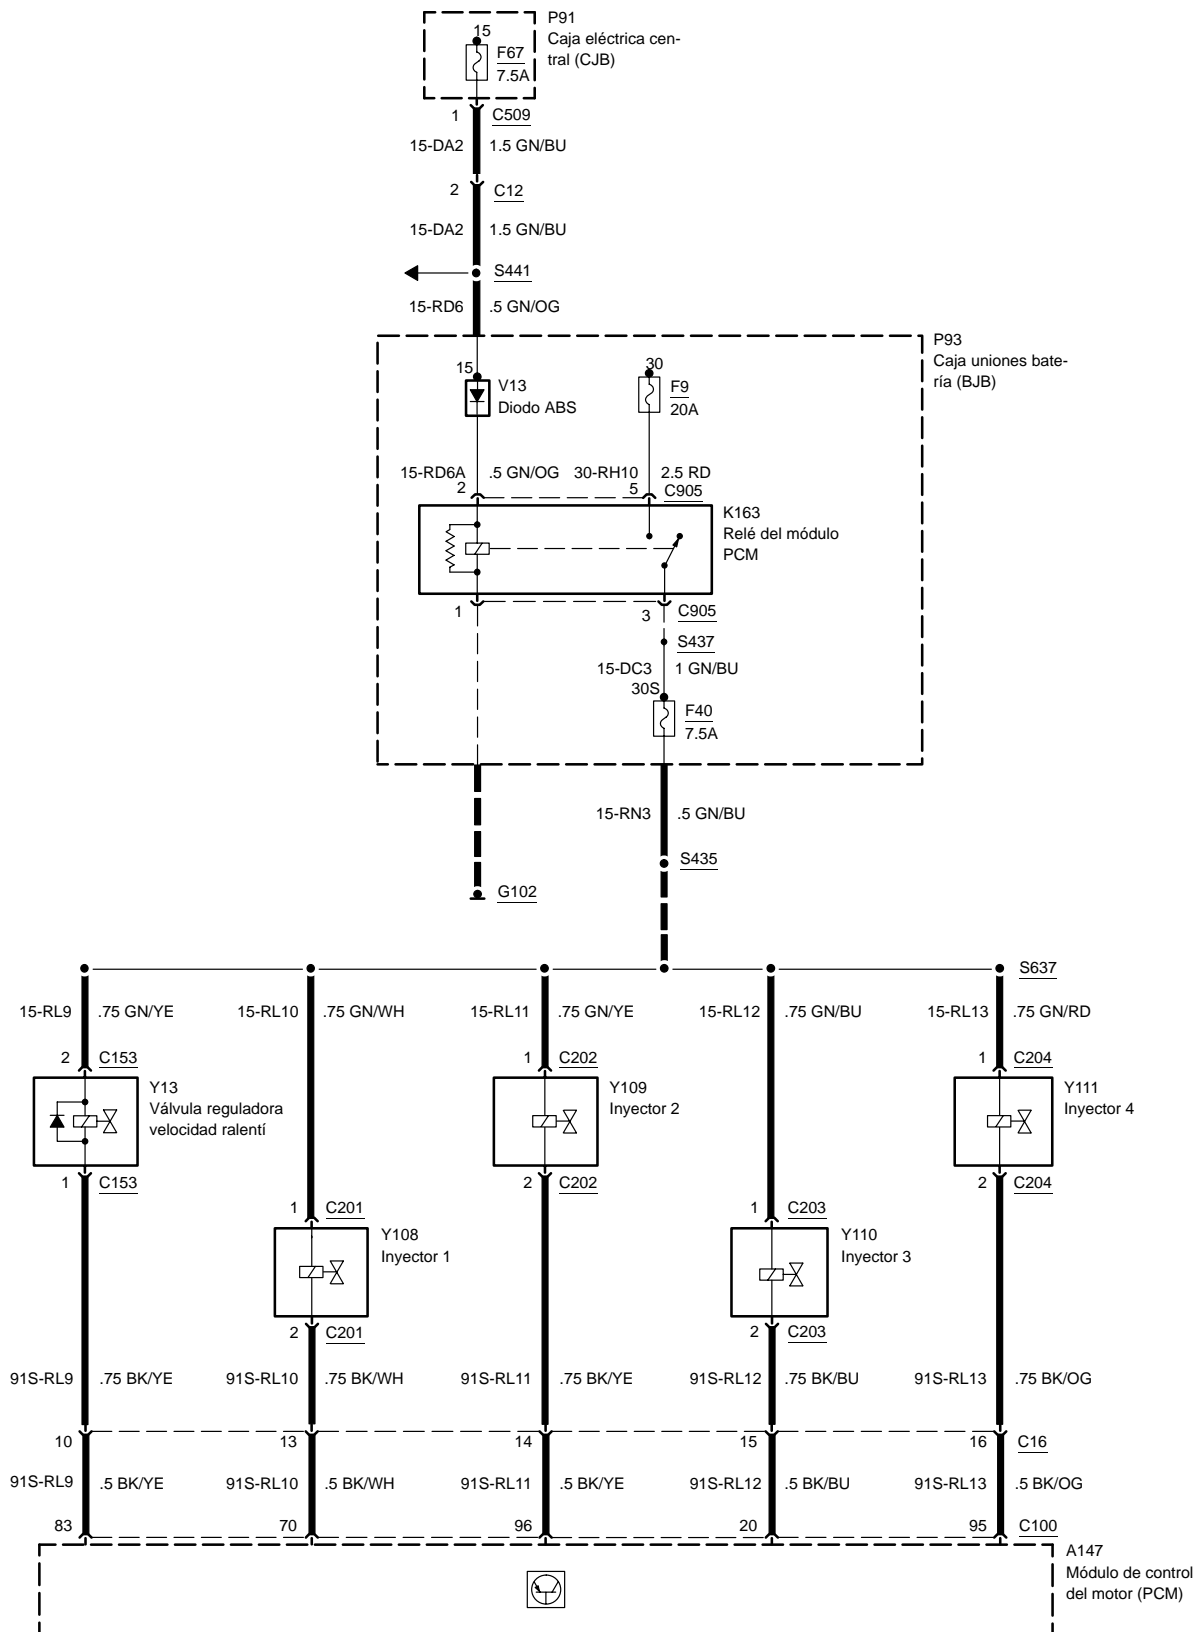 P91
15
Caja eléctrica cen-
tral (CJB)
F67
7.5A
1 C509
15-DA2 1.5 GN/BU
2 C12
15-DA2 1.5 GN/BU
S441
15-RD6 .5 GN/OG
P93
Caja uniones bate-
ría (BJB)
15 30
V13
Diodo ABS
F9
20A
15-RD6A .5 GN/OG 30-RH10 2.5 RD
2 5 C905
K163
Relé del módulo
PCM
1 3 C905
S437
15-DC3 1 GN/BU
30S
F40
7.5A
15-RN3 .5 GN/BU
S435
G102
S637
15-RL9 .75 GN/YE 15-RL10 .75 GN/WH 15-RL11 .75 GN/YE 15-RL12 .75 GN/BU 15-RL13 .75 GN/RD
2 C153 1 C202 1 C204
Y13
Válvula reguladora
velocidad ralentí
Y109
Inyector 2
Y111
Inyector 4
1 C153 2 C202 2 C204
1 C201 1 C203
Y108
Inyector 1
Y110
Inyector 3
2 C201 2 C203
91S-RL9 .75 BK/YE 91S-RL10 .75 BK/WH 91S-RL11 .75 BK/YE 91S-RL12 .75 BK/BU 91S-RL13 .75 BK/OG
10 13 14 15 16 C16
91S-RL9 .5 BK/YE 91S-RL10 .5 BK/WH 91S-RL11 .5 BK/YE 91S-RL12 .5 BK/BU 91S-RL13 .5 BK/OG
83 70 96 20 95 C100
A147
Módulo de control
del motor (PCM)